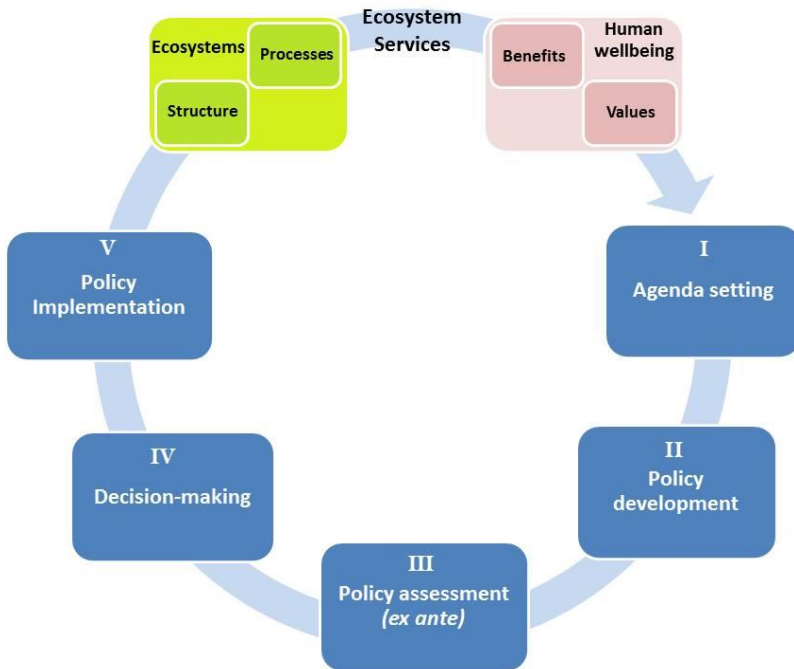 Ecosystem
Services
Ecosystems
Processes
Structure
Human
wellbeing
Benefits
Values
I
Agenda setting
II
Policy
development
III
Policy assessment
(ex ante)
IV
Decision-making
V
Policy
Implementation